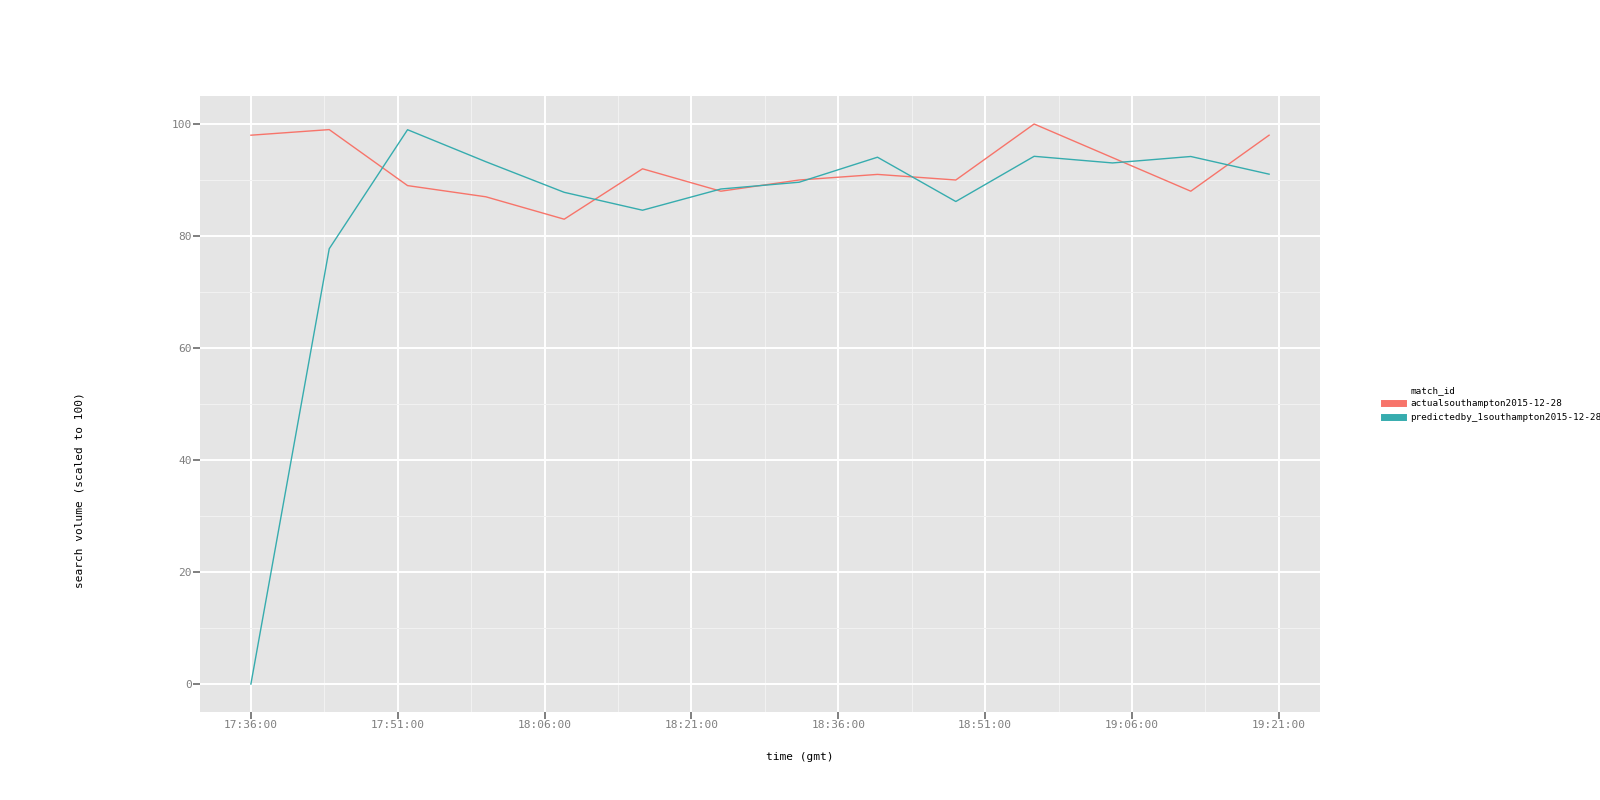 100
80
60
40
20
0
search volume (scaled to 100)
17:36:00 17:51:00 18:06:00 18:21:00 18:36:00 18:51:00 19:06:00 19:21:00
time (gmt)
match_id
actualsouthampton2015-12-28
predictedby_1southampton2015-12-28